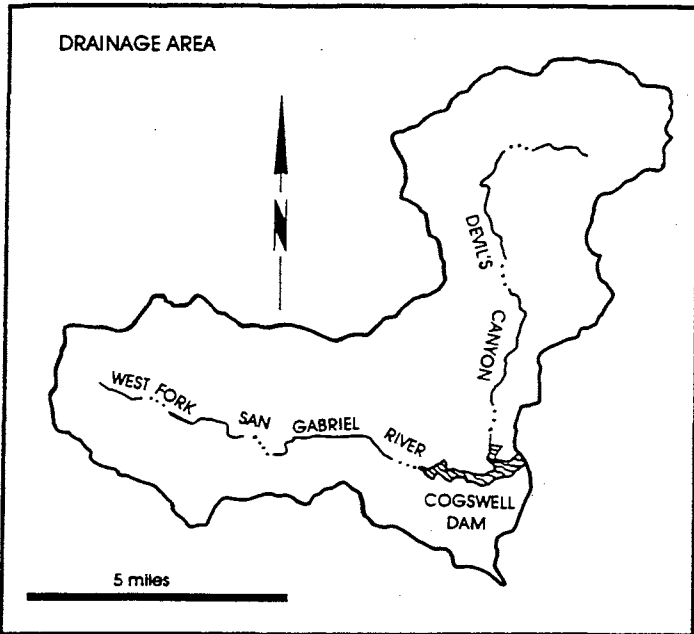 DRAINAGE AREA
N
DEVIL'S
CANYON
WEST FORK
SAN
GABRIEL
RIVER
COGSWELL
DAM
5 miles